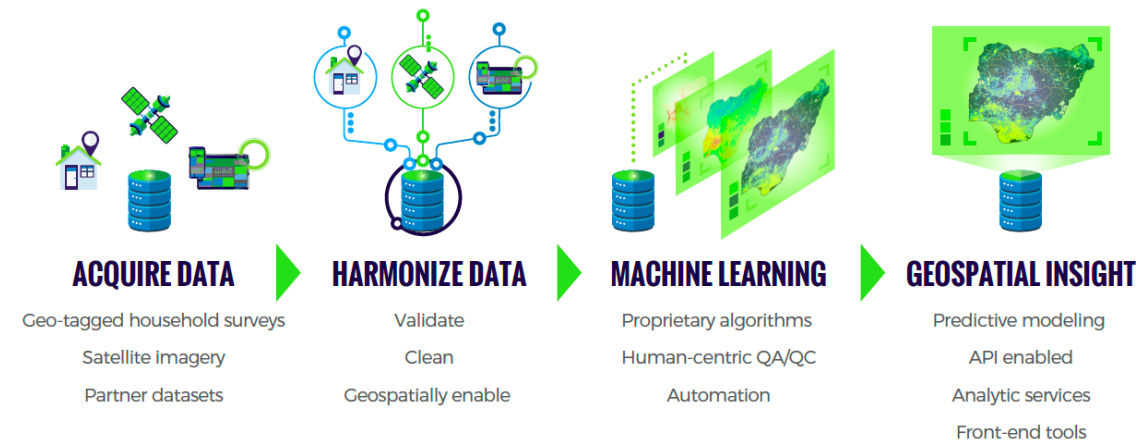 ACQUIRE DATA
Geo-tagged household surveys
Satellite imagery
Partner datasets
HARMONIZE DATA
Validate
Clean
Geospatially enable
MACHINE LEARNING
Proprietary algorithms
Human-centric QA/QC
Automation
GEOSPATIAL INSIGHT
Predictive modeling
API enabled
Analytic services
Front-end tools